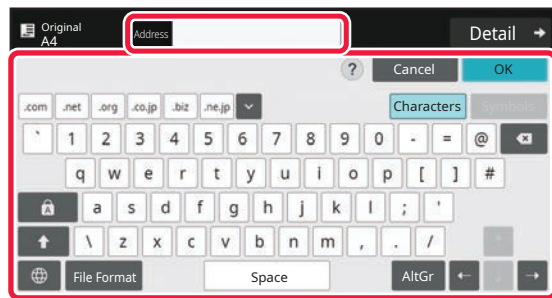 Original
A4
Address
Detail →
? Cancel OK
.com .net .org .co.jp .biz .ne.jp Characters Symbols
` 1 2 3 4 5 6 7 8 9 0 - = @
q w e r t y u i o p [ ] #
A a s d f g h j k l ; '
\ z x c v b n m , . /
File Format Space AltGr ← ↓ →